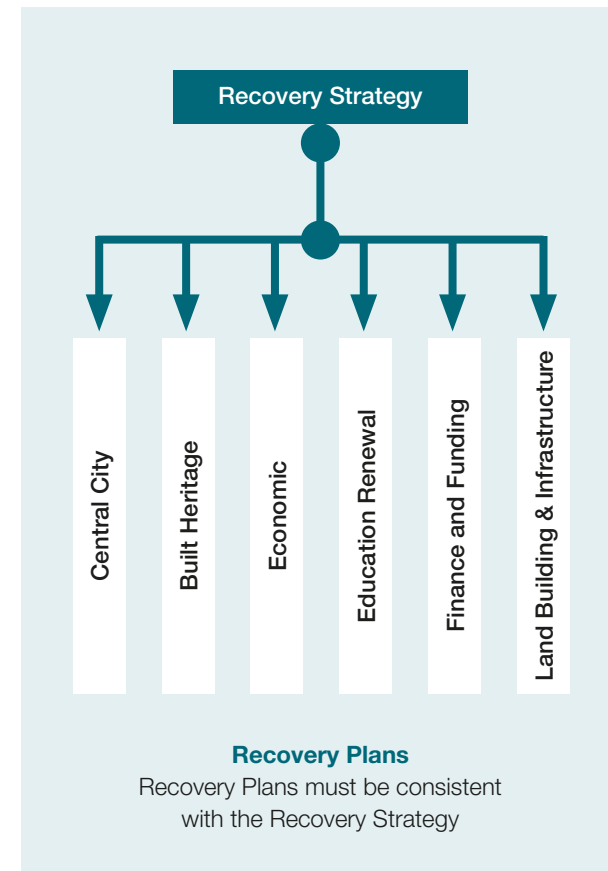 Recovery Strategy
Central City
Built Heritage
Economic
Education Renewal
Finance and Funding
Land Building & Infrastructure
Recovery Plans
Recovery Plans must be consistent
with the Recovery Strategy